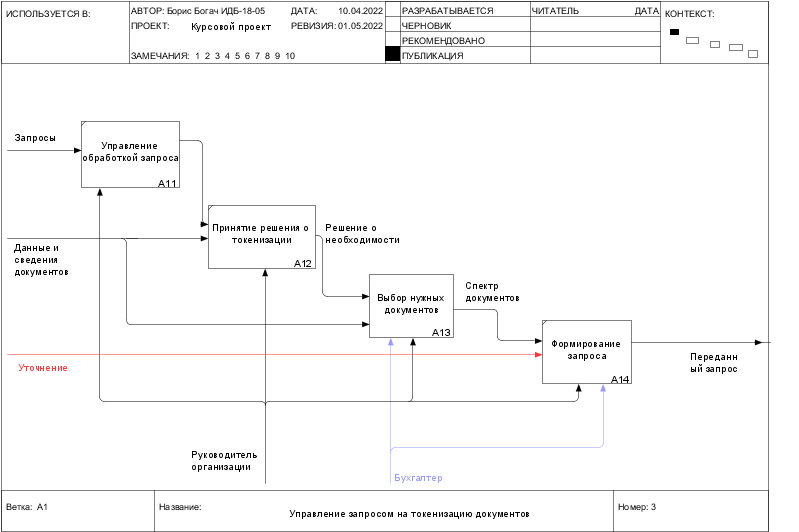 ИСПОЛЬЗУЕТСЯ В:
АВТОР: Борис Богач ИДБ-18-05
ДАТА: 10.04.2022
ПРОЕКТ: Курсовой проект
РЕВИЗИЯ: 01.05.2022
ЗАМЕЧАНИЯ: 1 2 3 4 5 6 7 8 9 10
РАЗРАБАТЫВАЕТСЯ
ЧЕРНОВИК
РЕКОМЕНДОВАНО
ПУБЛИКАЦИЯ
ЧИТАТЕЛЬ
ДАТА
КОНТЕКСТ:
Запросы
Управление
обработкой запроса
A11
Данные и
сведения
документов
Принятие решения о
токенизации
A12
Решение о
необходимости
Выбор нужных
документов
A13
Спектр
документов
Формирование
запроса
A14
Уточнение
Переданн
ый запрос
Руководитель
организации
Бухгалтер
Ветка: A1
Название:
Управление запросом на токенизацию документов
Номер: 3